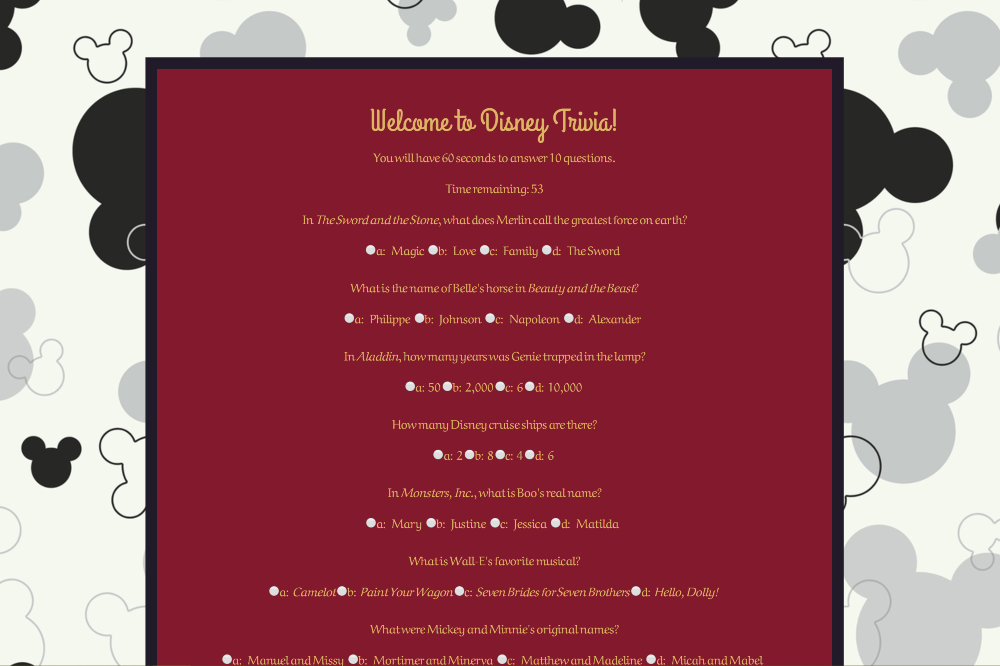 Welcome to Disney Trivia!
You will have 60 seconds to answer 10 questions.
Time remaining: 53
In The Sword and the Stone, what does Merlin call the greatest force on earth?
a: Magic b: Love c: Family d: The Sword
What is the name of Belle's horse in Beauty and the Beast?
a: Philippe b: Johnson c: Napoleon d: Alexander
In Aladdin, how many years was Genie trapped in the lamp?
a: 50 b: 2,000 c: 6 d: 10,000
How many Disney cruise ships are there?
a: 2 b: 8 c: 4 d: 6
In Monsters, Inc., what is Boo's real name?
a: Mary b: Justine c: Jessica d: Matilda
What is Wall-E's favorite musical?
a: Camelot b: Paint Your Wagon c: Seven Brides for Seven Brothers d: Hello, Dolly!
What were Mickey and Minnie's original names?
a: Manuel and Missy b: Mortimer and Minerva c: Matthew and Madeline d: Micah and Mabel